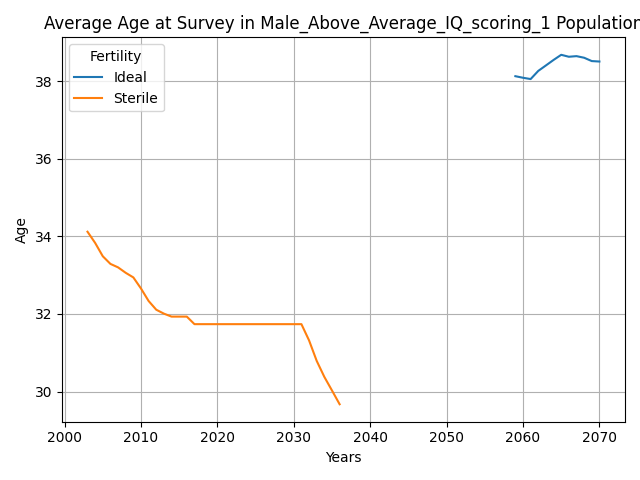 Average Age at Survey in Male_Above_Average_IQ_scoring_1 Population
Fertility
Ideal
Sterile
38
36
34
32
30
Age
2000 2010 2020 2030 2040 2050 2060 2070
Years